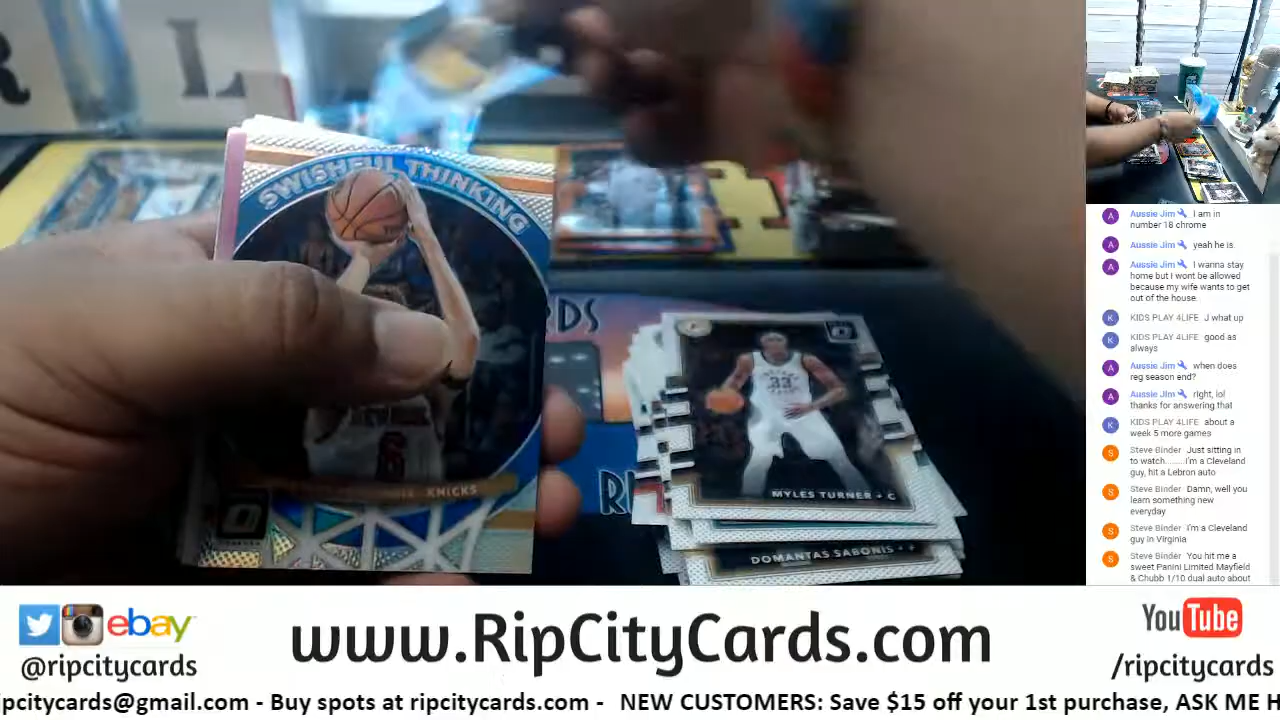 R L
SWISHFUL THINKING
KNICKS
RDS
33
MYLES TURNER • C
DOMANTAS SABONIS • F
6
Aussie Jim I am in
number 18 chrome
Aussie Jim yeah he is.
Aussie Jim I wanna stay
home but I wont be allowed
because my wife wants to get
out of the house.
KIDS PLAY 4LIFE J what up
KIDS PLAY 4LIFE good as
always
Aussie Jim when does
reg season end?
Aussie Jim right, lol
thanks for answering that
KIDS PLAY 4LIFE about a
week 5 more games
Steve Binder Just sitting in
to watch........I'm a Cleveland
guy, hit a Lebron auto
Steve Binder Damn, well you
learn something new
everyday
Steve Binder I'm a Cleveland
guy in Virginia
Steve Binder You hit me a
sweet Panini Limited Mayfield
& Chubb 1/10 dual auto about
ebay
@ripcitycards
www.RipCityCards.com
YouTube
/ripcitycards
ipcitycards@gmail.com - Buy spots at ripcitycards.com - NEW CUSTOMERS: Save $15 off your 1st purchase, ASK ME H